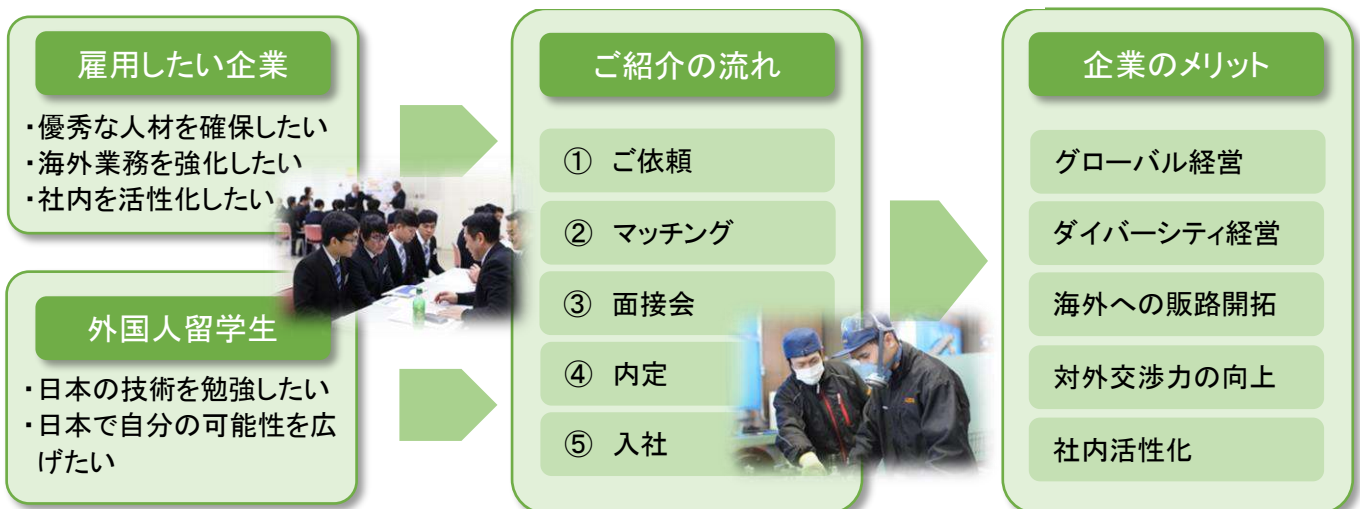 雇用したい企業
・優秀な人材を確保したい
・海外業務を強化したい
・社内を活性化したい
外国人留学生
・日本の技術を勉強したい
・日本で自分の可能性を広
げたい
ご紹介の流れ
① ご依頼
② マッチング
③ 面接会
④ 内定
⑤ 入社
企業のメリット
グローバル経営
ダイバーシティ経営
海外への販路開拓
対外交渉力の向上
社内活性化